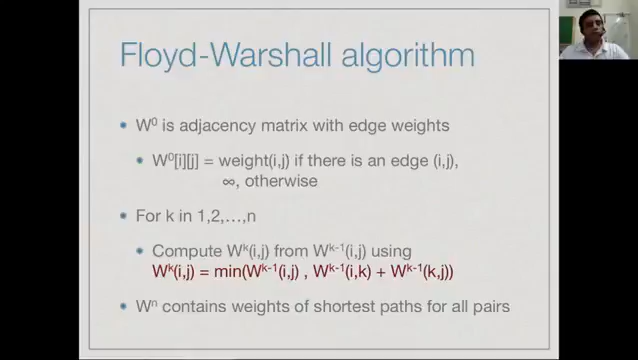 Floyd-Warshall algorithm
• W⁰ is adjacency matrix with edge weights
• W⁰[i][j] = weight(i,j) if there is an edge (i,j),
∞, otherwise
• For k in 1,2,…,n
• Compute Wᵏ(i,j) from Wᵏ⁻¹(i,j) using
Wᵏ(i,j) = min(Wᵏ⁻¹(i,j) , Wᵏ⁻¹(i,k) + Wᵏ⁻¹(k,j))
• Wⁿ contains weights of shortest paths for all pairs